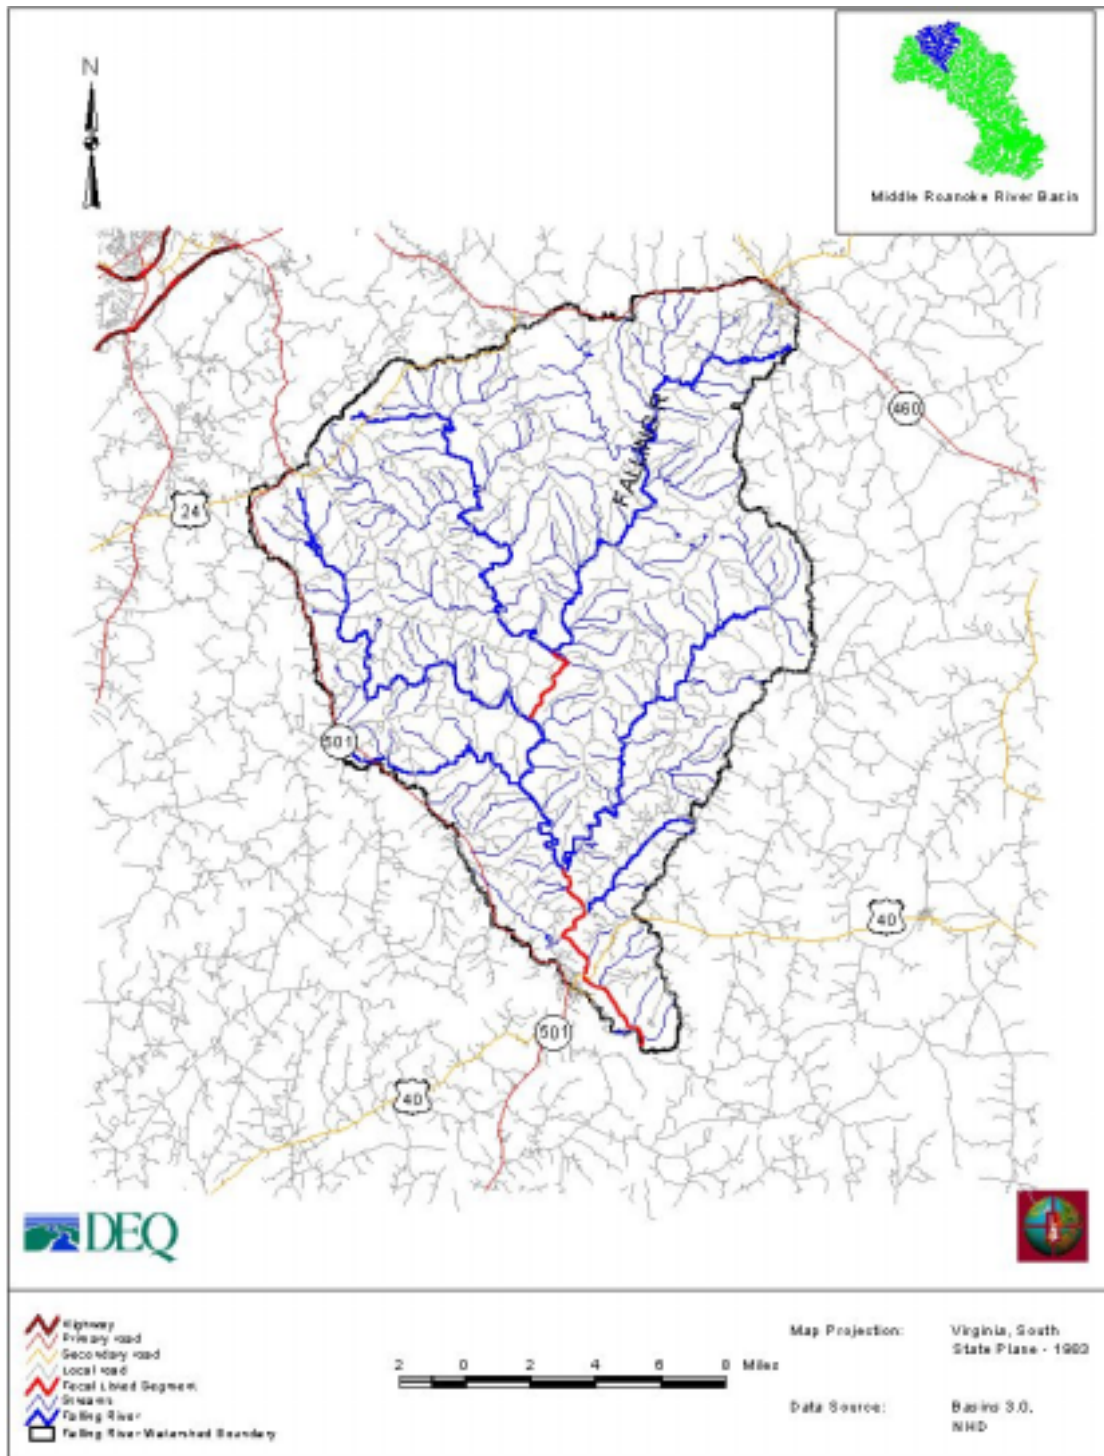 N
Middle Roanoke River Basin
FALLING R
460
24
501
40
501
40
DEQ
Highway
Primary road
Secondary road
Local road
Fecal Listed Segment
Streams
Falling River
Falling River Watershed Boundary
2 0 2 4 6 8 Miles
Map Projection: Virginia, South
State Plane - 1983
Data Source: Basins 3.0,
NHD